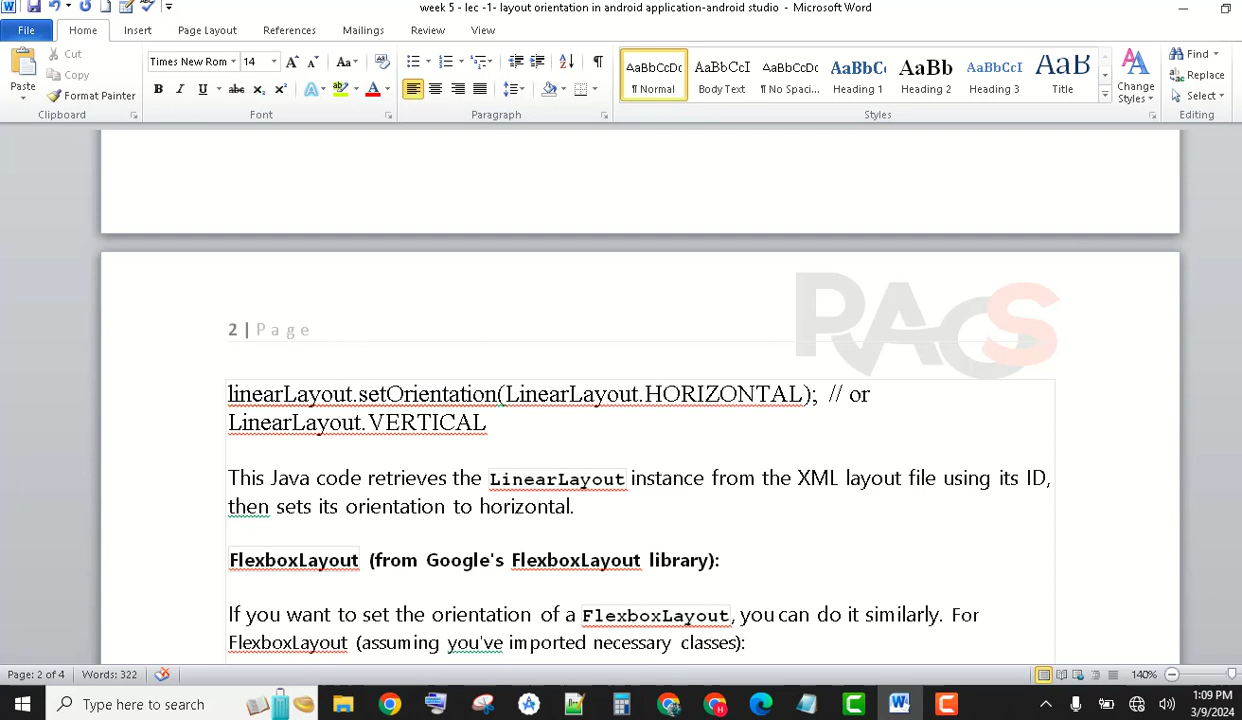 week 5 - lec -1- layout orientation in android application-android studio - Microsoft Word
File Home Insert Page Layout References Mailings Review View
Cut
Copy
Format Painter
Paste
Clipboard
Times New Rom 14
Aa
B I U abc x₂ x² A ab A
Font
Paragraph
AaBbCcDc AaBbCcI AaBbCcDc AaBbC AaBb AaBbCcI AaB
¶ Normal Body Text ¶ No Spaci... Heading 1 Heading 2 Heading 3 Title
Change Styles
Styles
Find
Replace
Select
Editing
PACS
2 | Page
linearLayout.setOrientation(LinearLayout.HORIZONTAL); // or
LinearLayout.VERTICAL
This Java code retrieves the LinearLayout instance from the XML layout file using its ID,
then sets its orientation to horizontal.
FlexboxLayout (from Google's FlexboxLayout library):
If you want to set the orientation of a FlexboxLayout, you can do it similarly. For
FlexboxLayout (assuming you've imported necessary classes):
Page: 2 of 4 Words: 322 140%
Type here to search
1:09 PM
3/9/2024